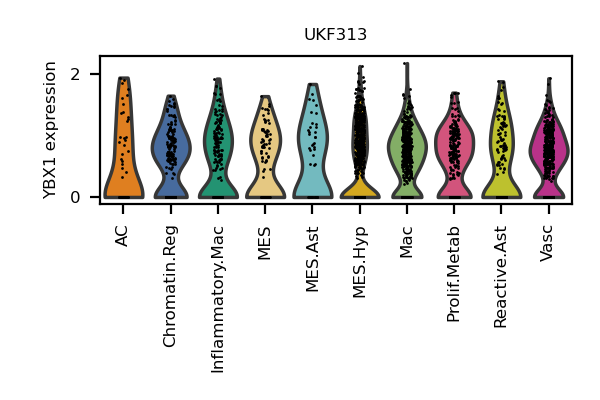 UKF313
YBX1 expression
2
0
AC
Chromatin.Reg
Inflammatory.Mac
MES
MES.Ast
MES.Hyp
Mac
Prolif.Metab
Reactive.Ast
Vasc